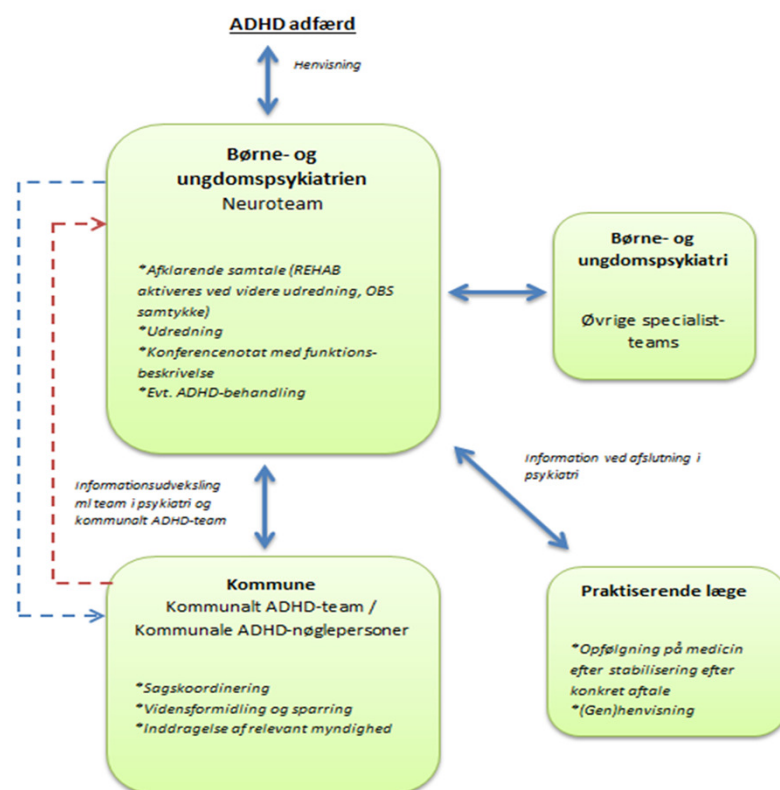 ADHD adfærd
Henvisning
Børne- og
ungdomspsykiatrien
Neuroteam
*Afklarende samtale (REHAB
aktiveres ved videre udredning, OBS
samtykke)
*Udredning
*Konferencenotat med funktions-
beskrivelse
*Evt. ADHD-behandling
Børne- og
ungdomspsykiatri
Øvrige specialist-
teams
Informationsudveksling
ml team i psykiatri og
kommunalt ADHD-team
Information ved afslutning i
psykiatri
Kommune
Kommunalt ADHD-team /
Kommunale ADHD-nøglepersoner
*Sagskoordinering
*Vidensformidling og sparring
*Inddragelse af relevant myndighed
Praktiserende læge
*Opfølgning på medicin
efter stabilisering efter
konkret aftale
*(Gen)henvisning